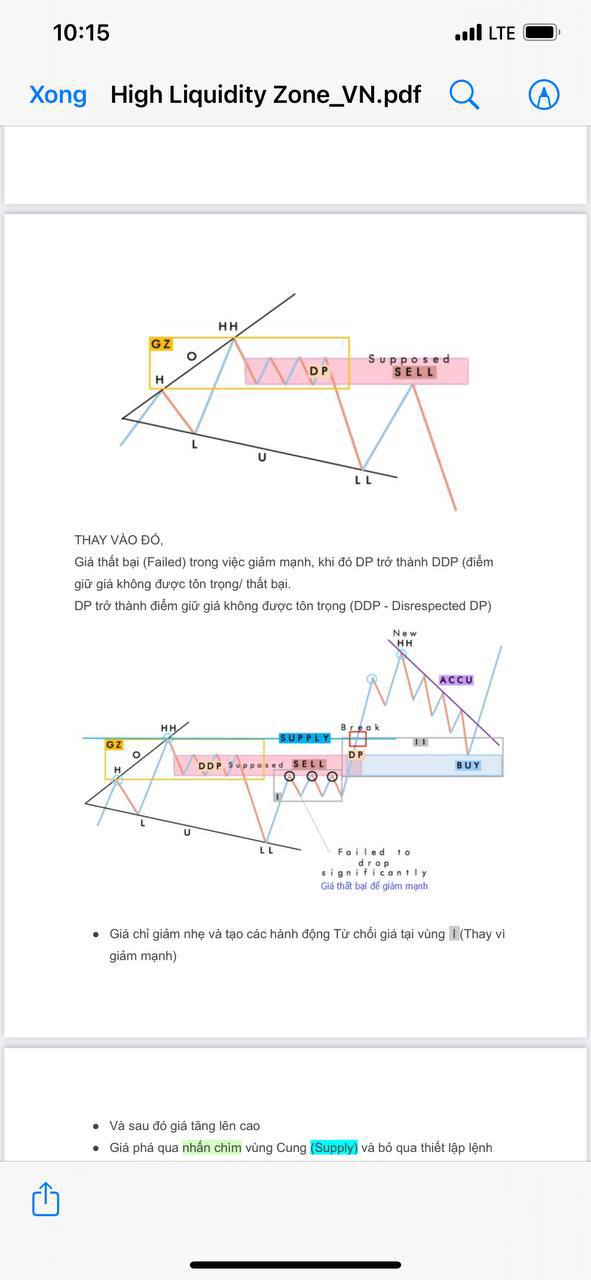 10:15 LTE
Xong High Liquidity Zone_VN.pdf
HH
GZ
O
H
Supposed
DP SELL
L
U
LL
THAY VÀO ĐÓ,
Giá thất bại (Failed) trong việc giảm mạnh, khi đó DP trở thành DDP (điểm
giữ giá không được tôn trọng/ thất bại.
DP trở thành điểm giữ giá không được tôn trọng (DDP - Disrespected DP)
New
HH
ACCU
HH
Break
SUPPLY
GZ
II
O
DP
H
DDP Supposed SELL
BUY
I
L
U
LL
Failed to
drop
significantly
Giá thất bại để giảm mạnh
● Giá chỉ giảm nhẹ và tạo các hành động Từ chối giá tại vùng I (Thay vì
giảm mạnh)
● Và sau đó giá tăng lên cao
● Giá phá qua nhấn chìm vùng Cung (Supply) và bỏ qua thiết lập lệnh